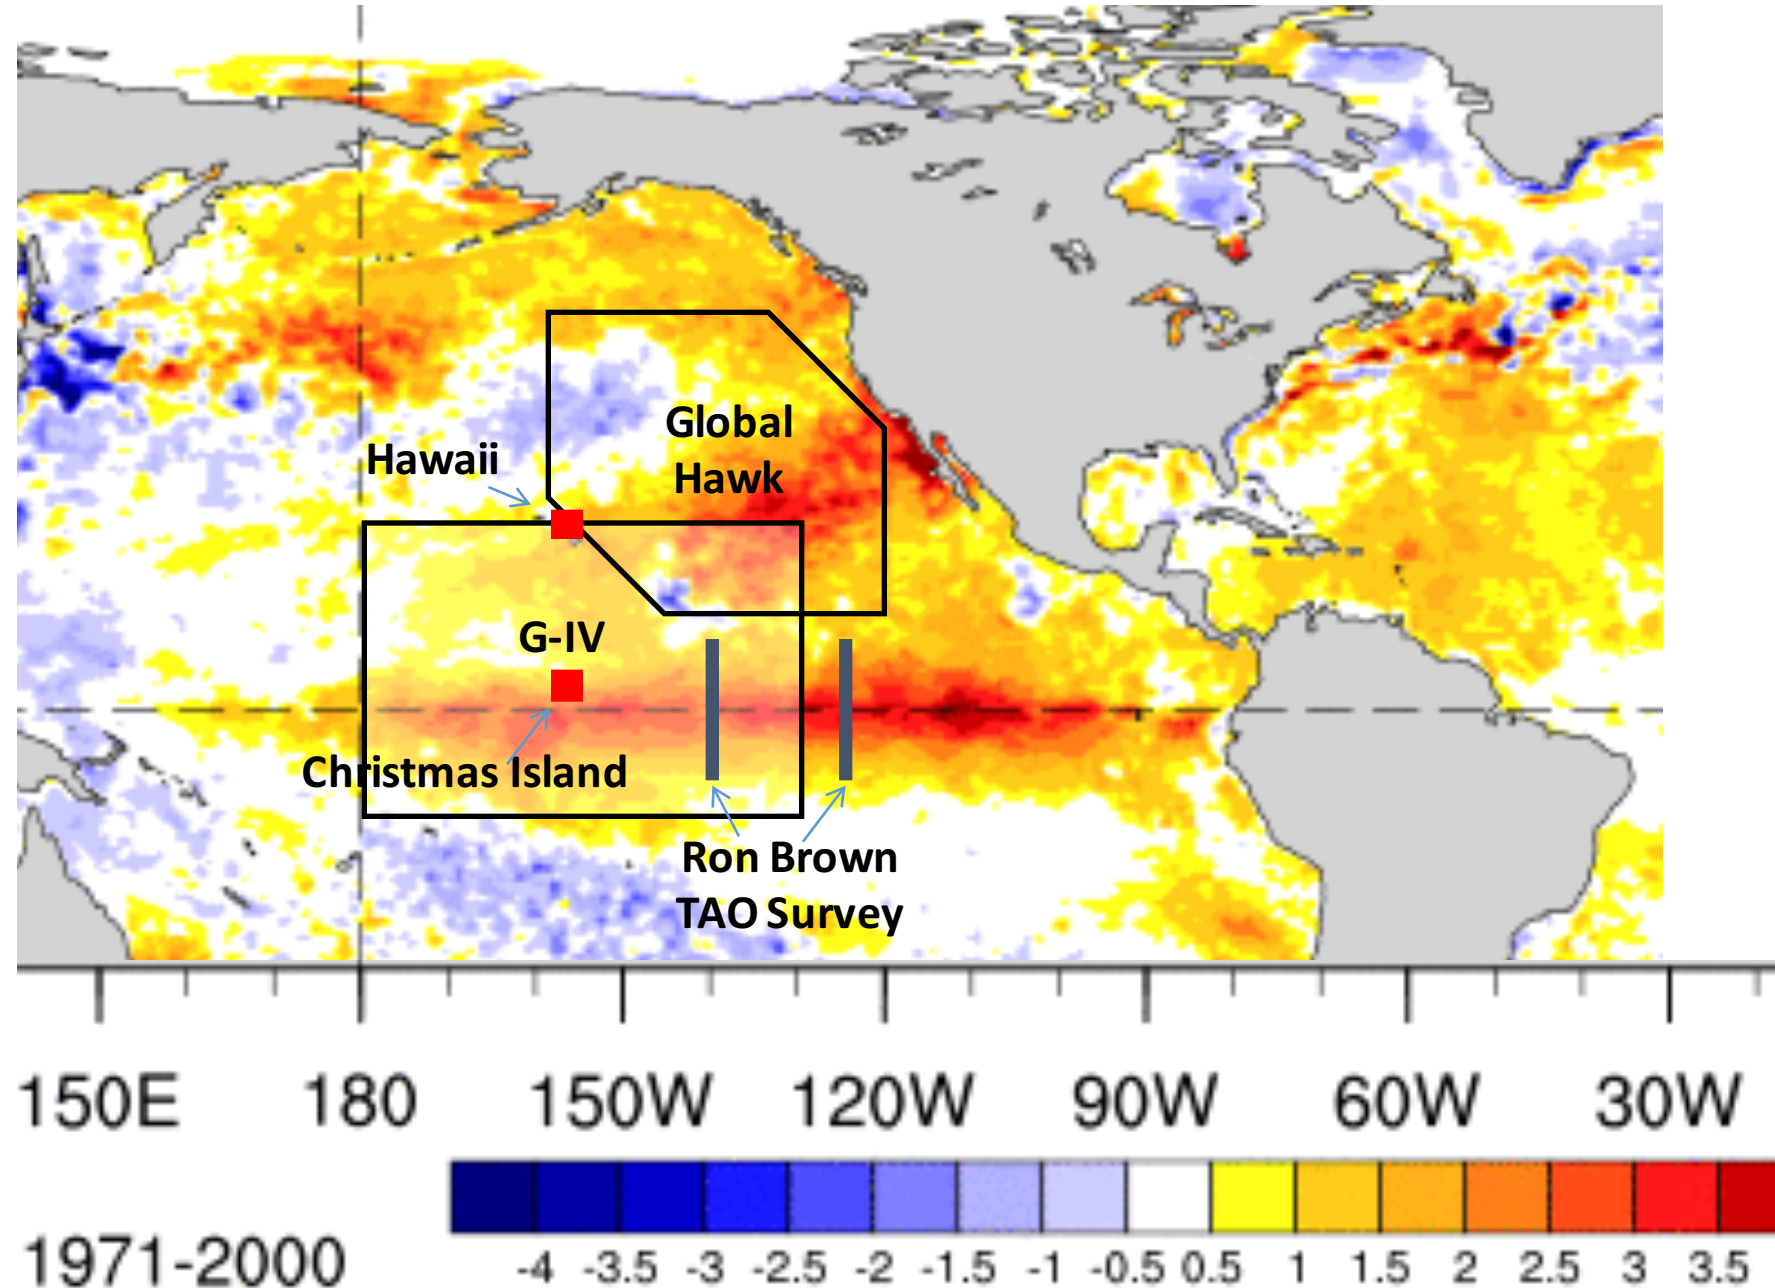 Global
Hawk
Hawaii
G-IV
Christmas Island
Ron Brown
TAO Survey
150E 180 150W 120W 90W 60W 30W
1971-2000
-4 -3.5 -3 -2.5 -2 -1.5 -1 -0.5 0.5 1 1.5 2 2.5 3 3.5